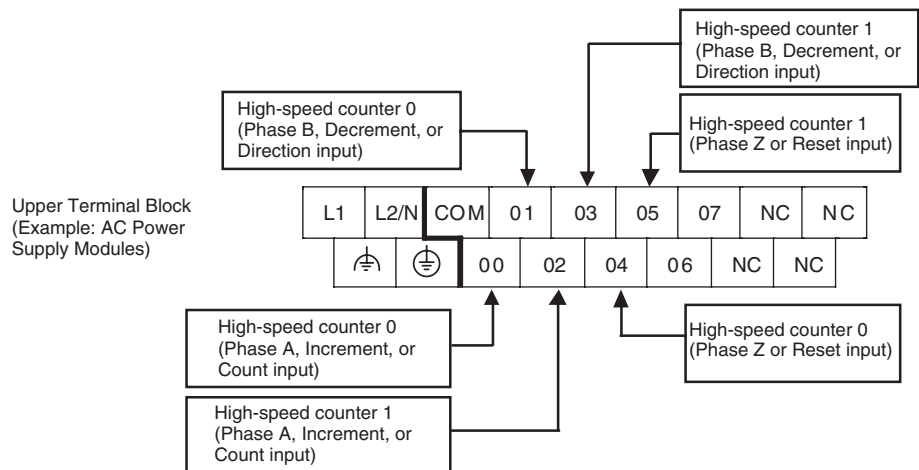 High-speed counter 1
(Phase B, Decrement, or
Direction input)
High-speed counter 0
(Phase B, Decrement, or
Direction input)
High-speed counter 1
(Phase Z or Reset input)
Upper Terminal Block
(Example: AC Power
Supply Modules)
L1 L2/N COM 01 03 05 07 NC NC
00 02 04 06 NC NC
High-speed counter 0
(Phase A, Increment, or
Count input)
High-speed counter 0
(Phase Z or Reset input)
High-speed counter 1
(Phase A, Increment, or
Count input)